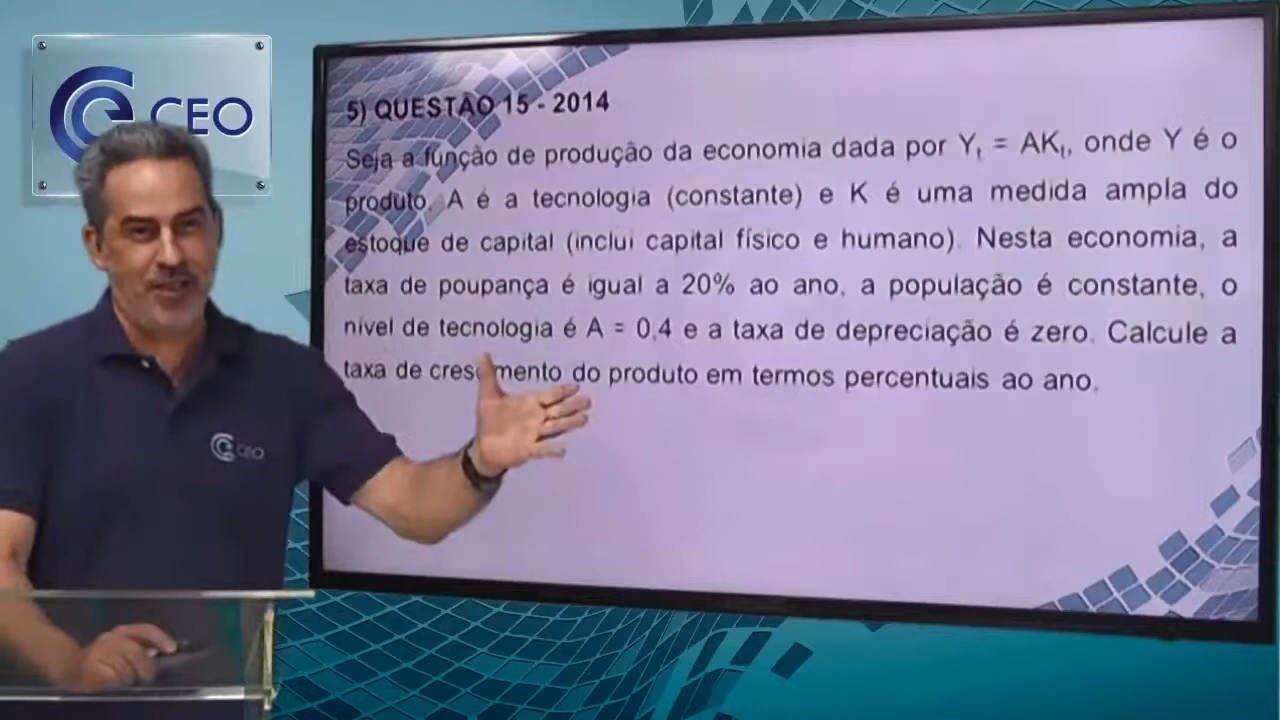 CEO
5) QUESTÃO 15 - 2014
Seja a função de produção da economia dada por Yt = AKt, onde Y é o
produto, A é a tecnologia (constante) e K é uma medida ampla do
estoque de capital (inclui capital físico e humano). Nesta economia, a
taxa de poupança é igual a 20% ao ano, a população é constante, o
nível de tecnologia é A = 0,4 e a taxa de depreciação é zero. Calcule a
taxa de crescimento do produto em termos percentuais ao ano.
CEO